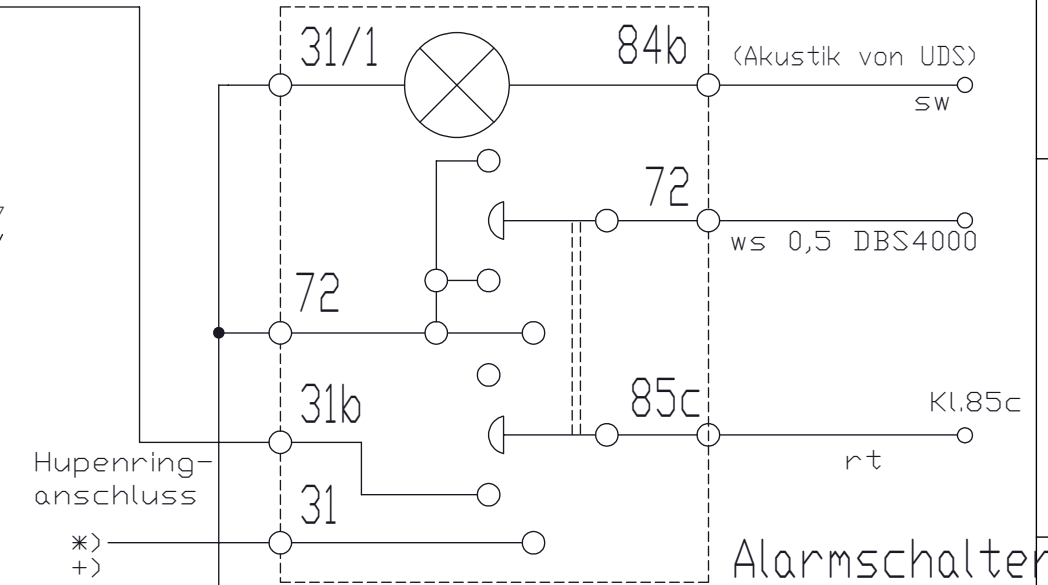 31/1
84b
(Akustik von UDS)
sw
72
ws 0,5 DBS4000
72
31b
85c
Kl.85c
rt
Hupenring-
anschluss
31
*)
+)
Alarmschalter